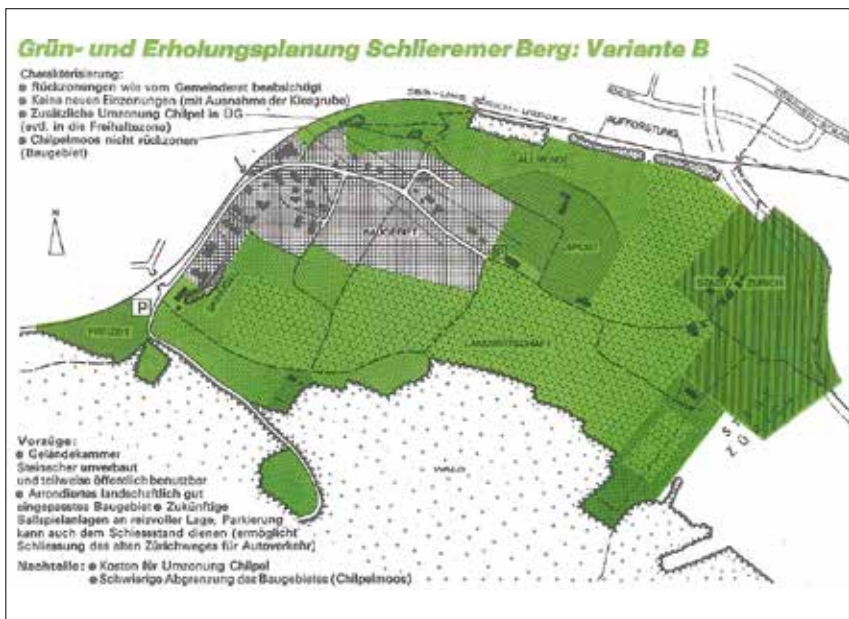 Grün- und Erholungsplanung Schlieremer Berg: Variante B
Charakterisierung:
● Rückzonungen wie vom Gemeinderat beabsichtigt
● Keine neuen Einzonungen (mit Ausnahme der Kiesgrube)
● Zusätzliche Umzonung Chilpel in ÜG
(evtl. in die Freihaltezone)
● Chilpelmoos nicht rückzonen
(Baugebiet)
AUFFORSTUNG
ALLMENDE
N
BAUGEBIET
SPORT
STADT ZÜRICH
P
FREIZEIT
LANDWIRTSCHAFT
WALD
Vorzüge:
● Geländekammer
Steinacher unverbaut
und teilweise öffentlich benutzbar
● Arrondiertes landschaftlich gut
eingepasstes Baugebiet ● Zukünftige
Ballspielanlagen an reizvoller Lage, Parkierung
kann auch dem Schiessstand dienen (ermöglicht
Schliessung des alten Zürichweges für Autoverkehr)
Nachteile: ● Kosten für Umzonung Chilpel
● Schwierige Abgrenzung des Baugebietes (Chilpelmoos)